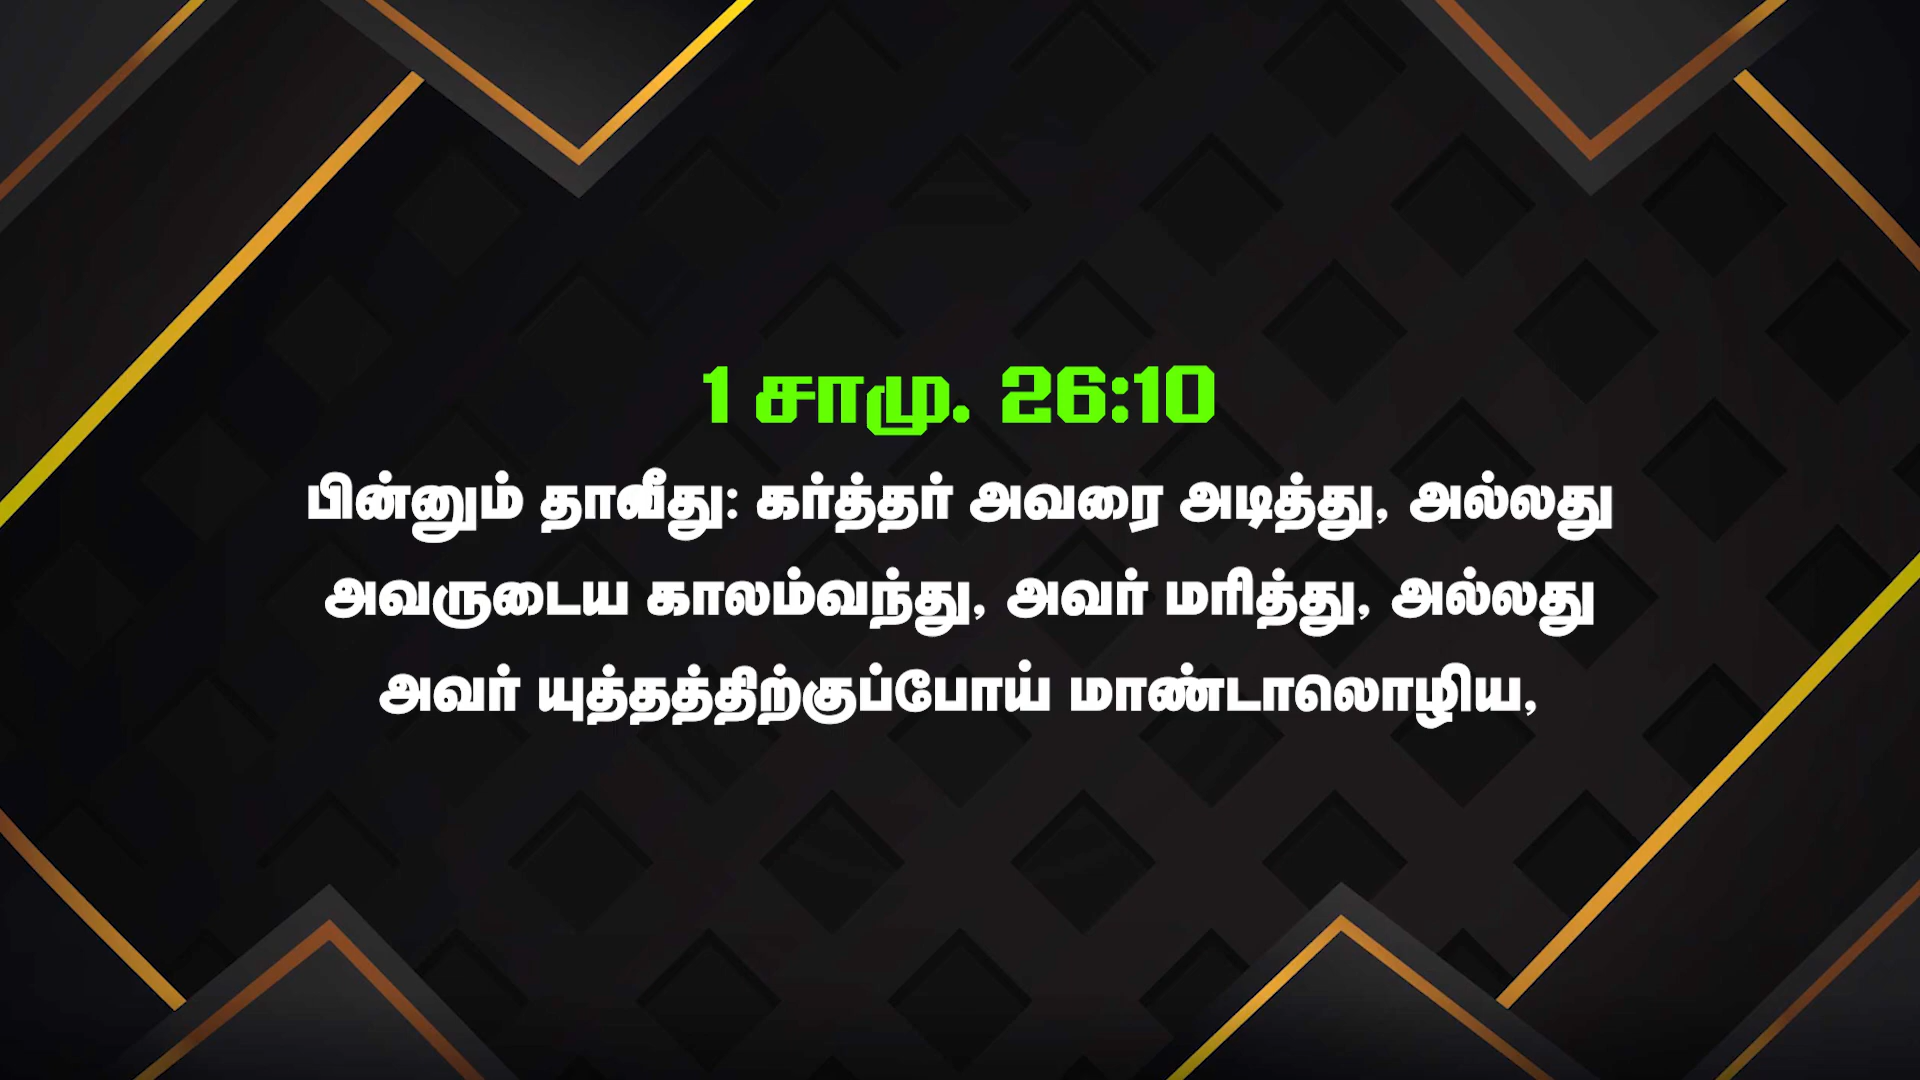 1 சாமு. 26:10
பின்னும் தாவீது: கர்த்தர் அவரை அடித்து, அல்லது
அவருடைய காலம்வந்து, அவர் மரித்து, அல்லது
அவர் யுத்தத்திற்குப்போய் மாண்டாலொழிய,